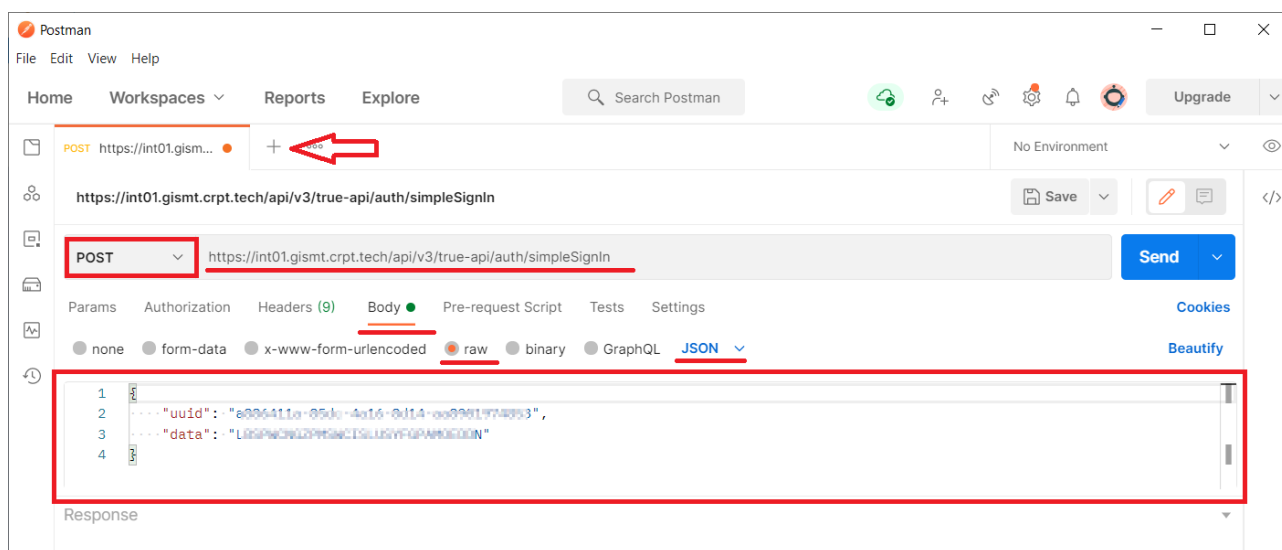 Postman
File Edit View Help
Home Workspaces Reports Explore Search Postman Upgrade
POST https://int01.gism... No Environment
https://int01.gismt.crpt.tech/api/v3/true-api/auth/simpleSignIn Save </>
POST https://int01.gismt.crpt.tech/api/v3/true-api/auth/simpleSignIn Send
Params Authorization Headers (9) Body Pre-request Script Tests Settings Cookies
none form-data x-www-form-urlencoded raw binary GraphQL JSON Beautify
1 {
2 "uuid": "
3 "data": "
4 }
Response